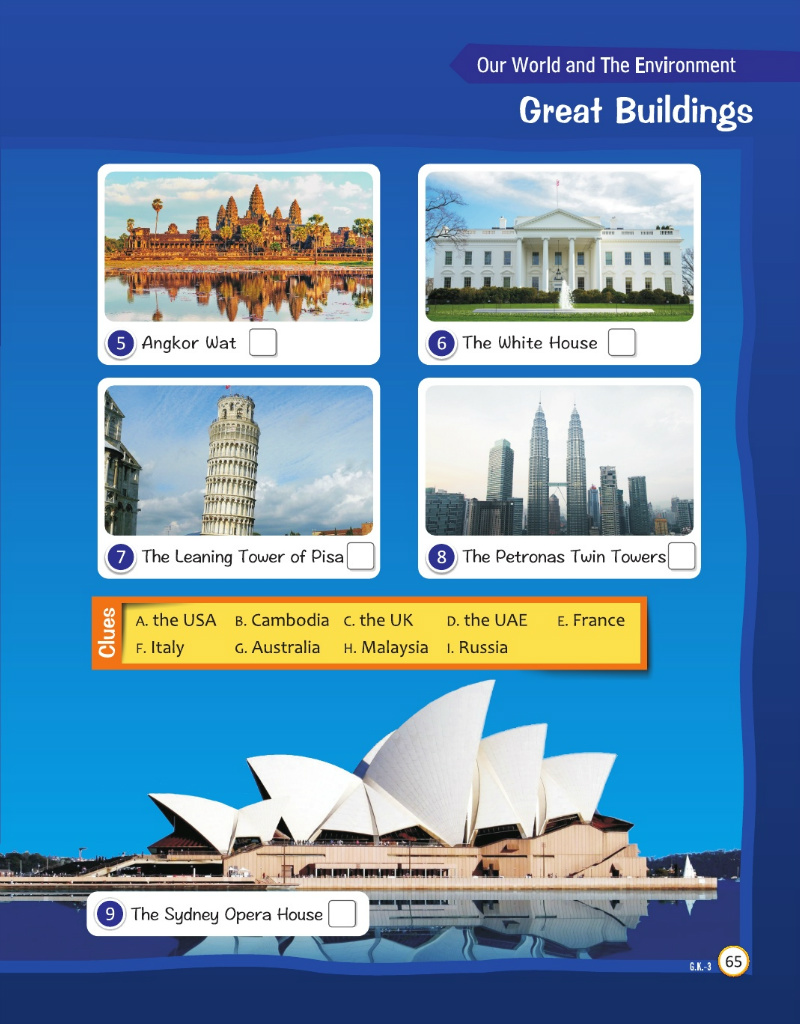 Our World and The Environment
Great Buildings
5 Angkor Wat
6 The White House
7 The Leaning Tower of Pisa
8 The Petronas Twin Towers
Clues
A. the USA B. Cambodia C. the UK D. the UAE E. France
F. Italy G. Australia H. Malaysia I. Russia
9 The Sydney Opera House
G.K.-3 65